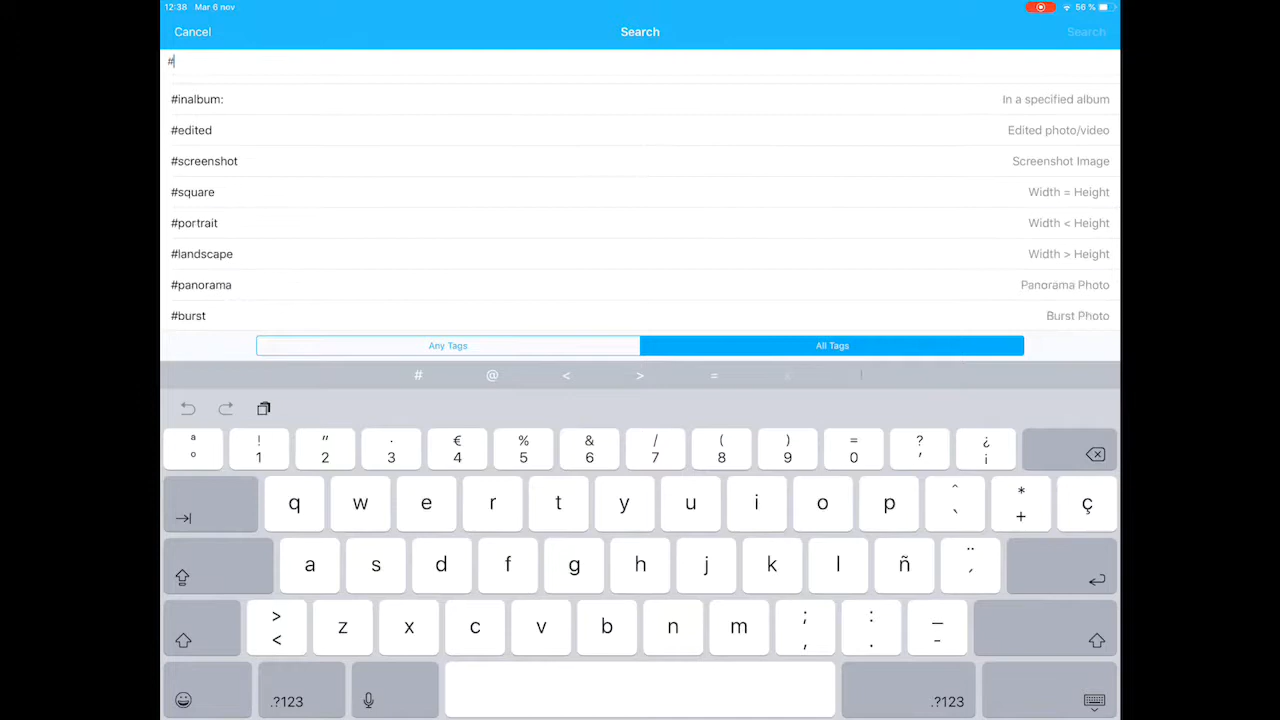 12:38 Mar 6 nov 56 %
Cancel Search Search
#
#inalbum: In a specified album
#edited Edited photo/video
#screenshot Screenshot Image
#square Width = Height
#portrait Width < Height
#landscape Width > Height
#panorama Panorama Photo
#burst Burst Photo
Any Tags All Tags
# @ < > =
ª ! " · € % & / ( ) = ? ¿
º 1 2 3 4 5 6 7 8 9 0 ' ¡
q w e r t y u i o p ^ ` * + ç
a s d f g h j k l ñ ¨ ´
> < z x c v b n m ; , : . _ -
.?123 .?123